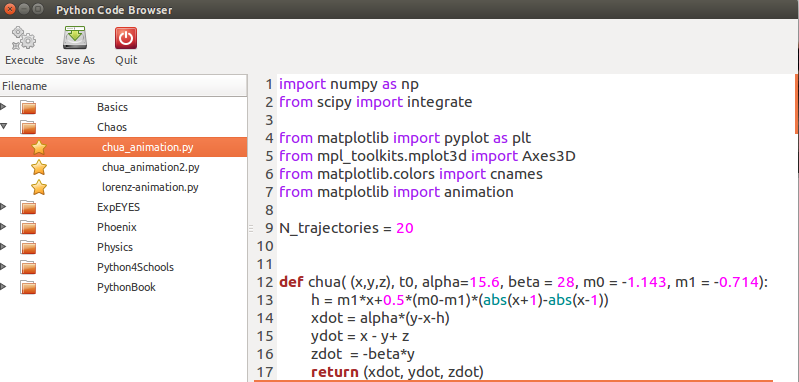 Python Code Browser
Execute Save As Quit
Filename
Basics
Chaos
chua_animation.py
chua_animation2.py
lorenz-animation.py
ExpEYES
Phoenix
Physics
Python4Schools
PythonBook
1 import numpy as np
2 from scipy import integrate
3
4 from matplotlib import pyplot as plt
5 from mpl_toolkits.mplot3d import Axes3D
6 from matplotlib.colors import cnames
7 from matplotlib import animation
8
9 N_trajectories = 20
10
11
12 def chua( (x,y,z), t0, alpha=15.6, beta = 28, m0 = -1.143, m1 = -0.714):
13 h = m1*x+0.5*(m0-m1)*(abs(x+1)-abs(x-1))
14 xdot = alpha*(y-x-h)
15 ydot = x - y+ z
16 zdot  = -beta*y
17 return (xdot, ydot, zdot)